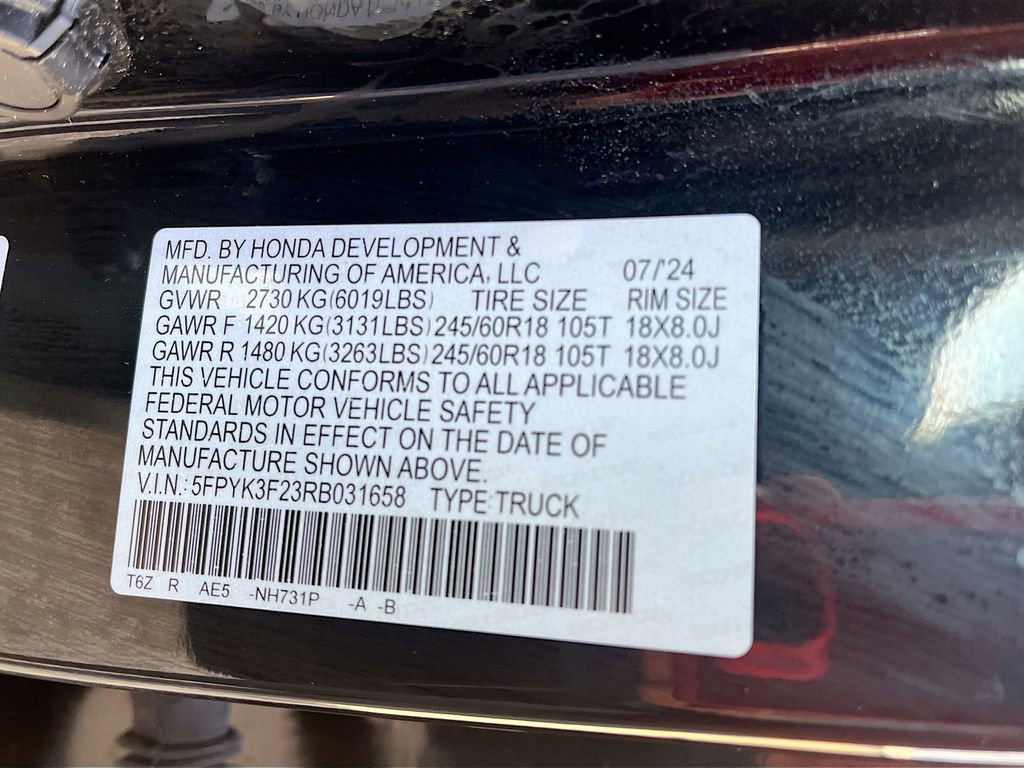 MFD. BY HONDA DEVELOPMENT &
MANUFACTURING OF AMERICA, LLC 07/'24
GVWR 2730 KG(6019LBS) TIRE SIZE RIM SIZE
GAWR F 1420 KG(3131LBS) 245/60R18 105T 18X8.0J
GAWR R 1480 KG(3263LBS) 245/60R18 105T 18X8.0J
THIS VEHICLE CONFORMS TO ALL APPLICABLE
FEDERAL MOTOR VEHICLE SAFETY
STANDARDS IN EFFECT ON THE DATE OF
MANUFACTURE SHOWN ABOVE.
V.I.N.: 5FPYK3F23RB031658 TYPE:TRUCK
T6Z R AE5 -NH731P -A -B